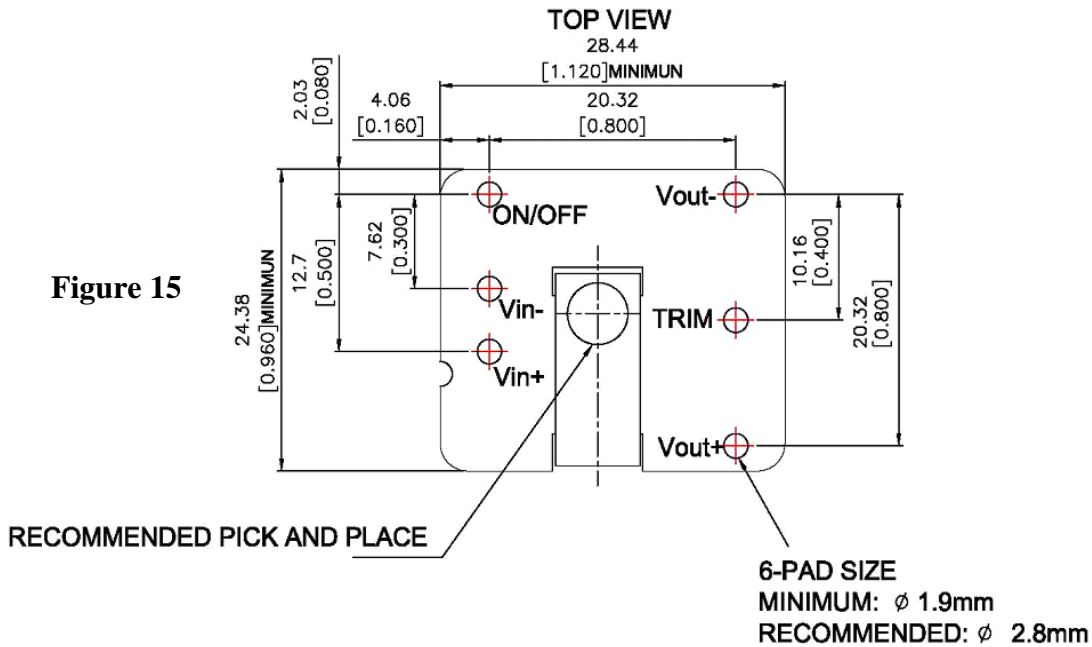 TOP VIEW
28.44
[1.120]MINIMUN
2.03
[0.080]
4.06
[0.160]
20.32
[0.800]
ON/OFF
Vout-
7.62
[0.300]
12.7
[0.500]
24.38
[0.960]MINIMUN
10.16
[0.400]
20.32
[0.800]
Figure 15
Vin-
TRIM
Vin+
Vout+
RECOMMENDED PICK AND PLACE
6-PAD SIZE
MINIMUM: ϕ 1.9mm
RECOMMENDED: ϕ 2.8mm